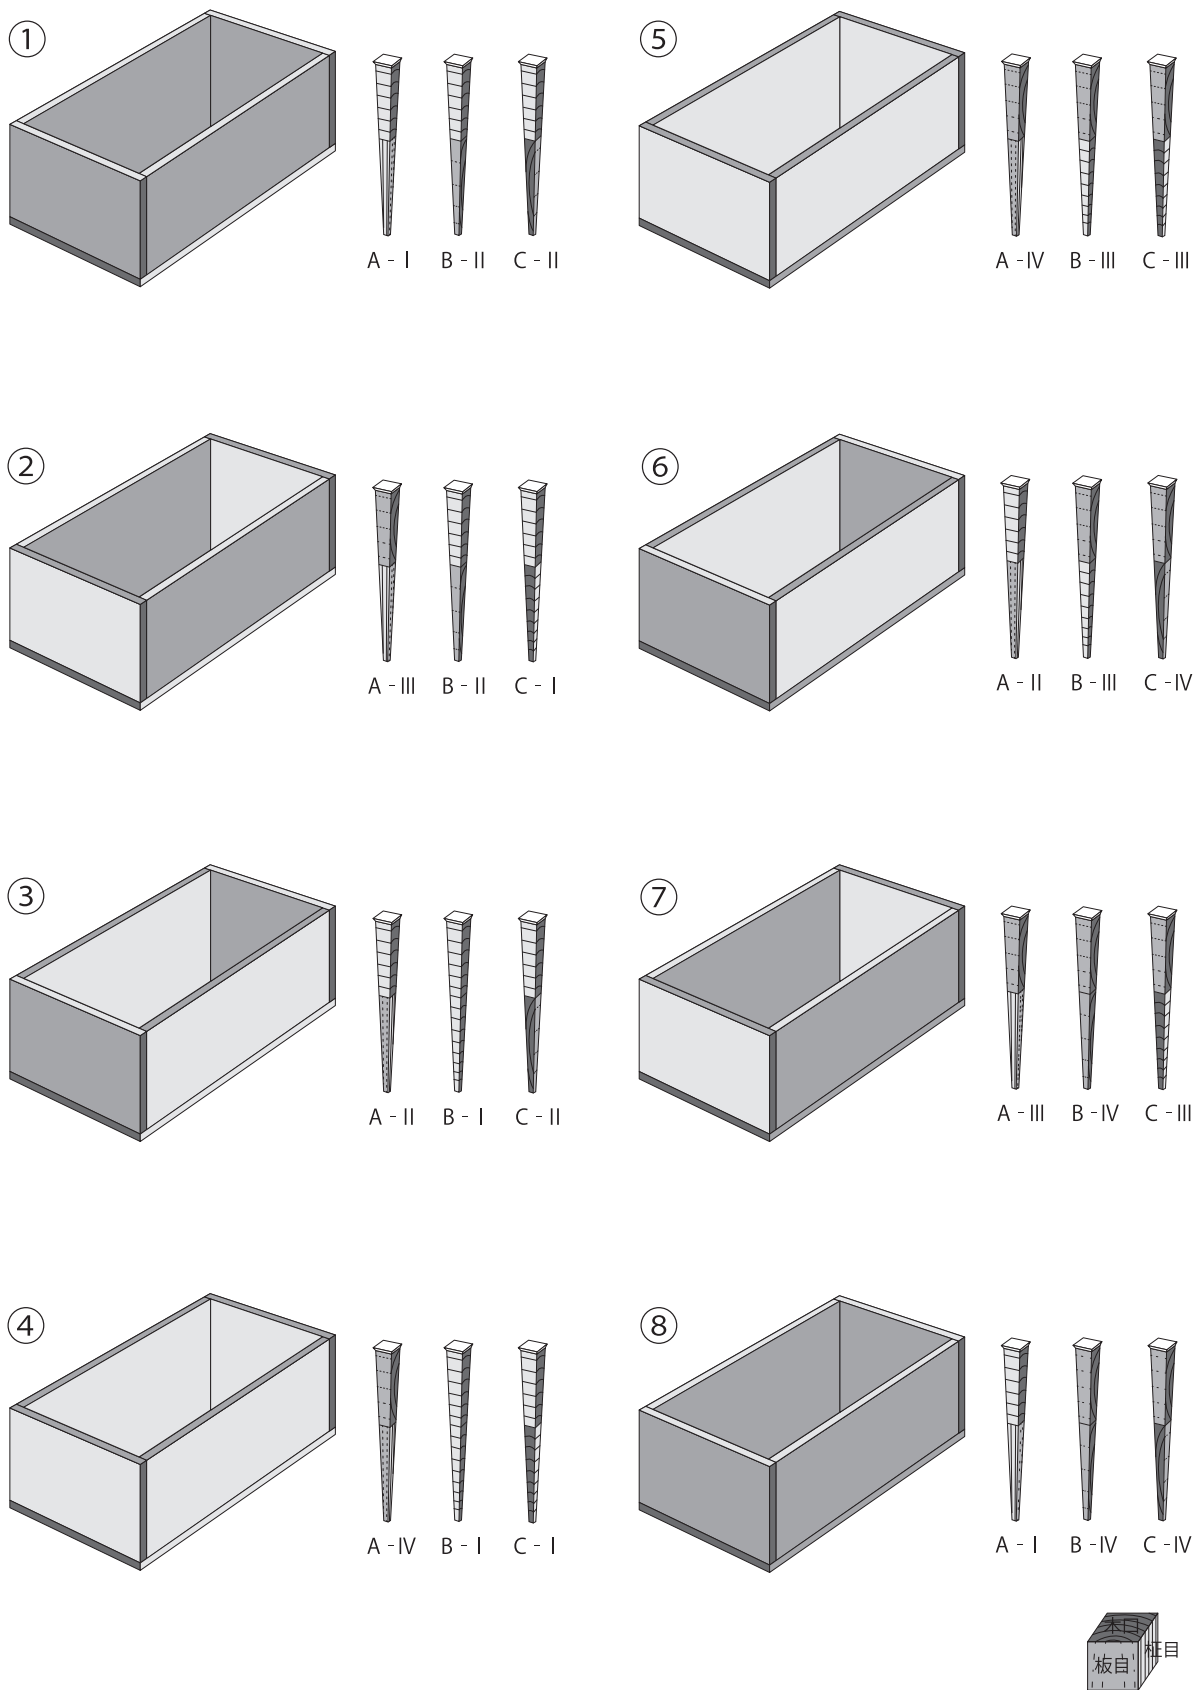 ①
A - I B - II C - II
②
A - III B - II C - I
③
A - II B - I C - II
④
A - IV B - I C - I
⑤
A - IV B - III C - III
⑥
A - II B - III C - IV
⑦
A - III B - IV C - III
⑧
A - I B - IV C - IV
木口
板目
柾目